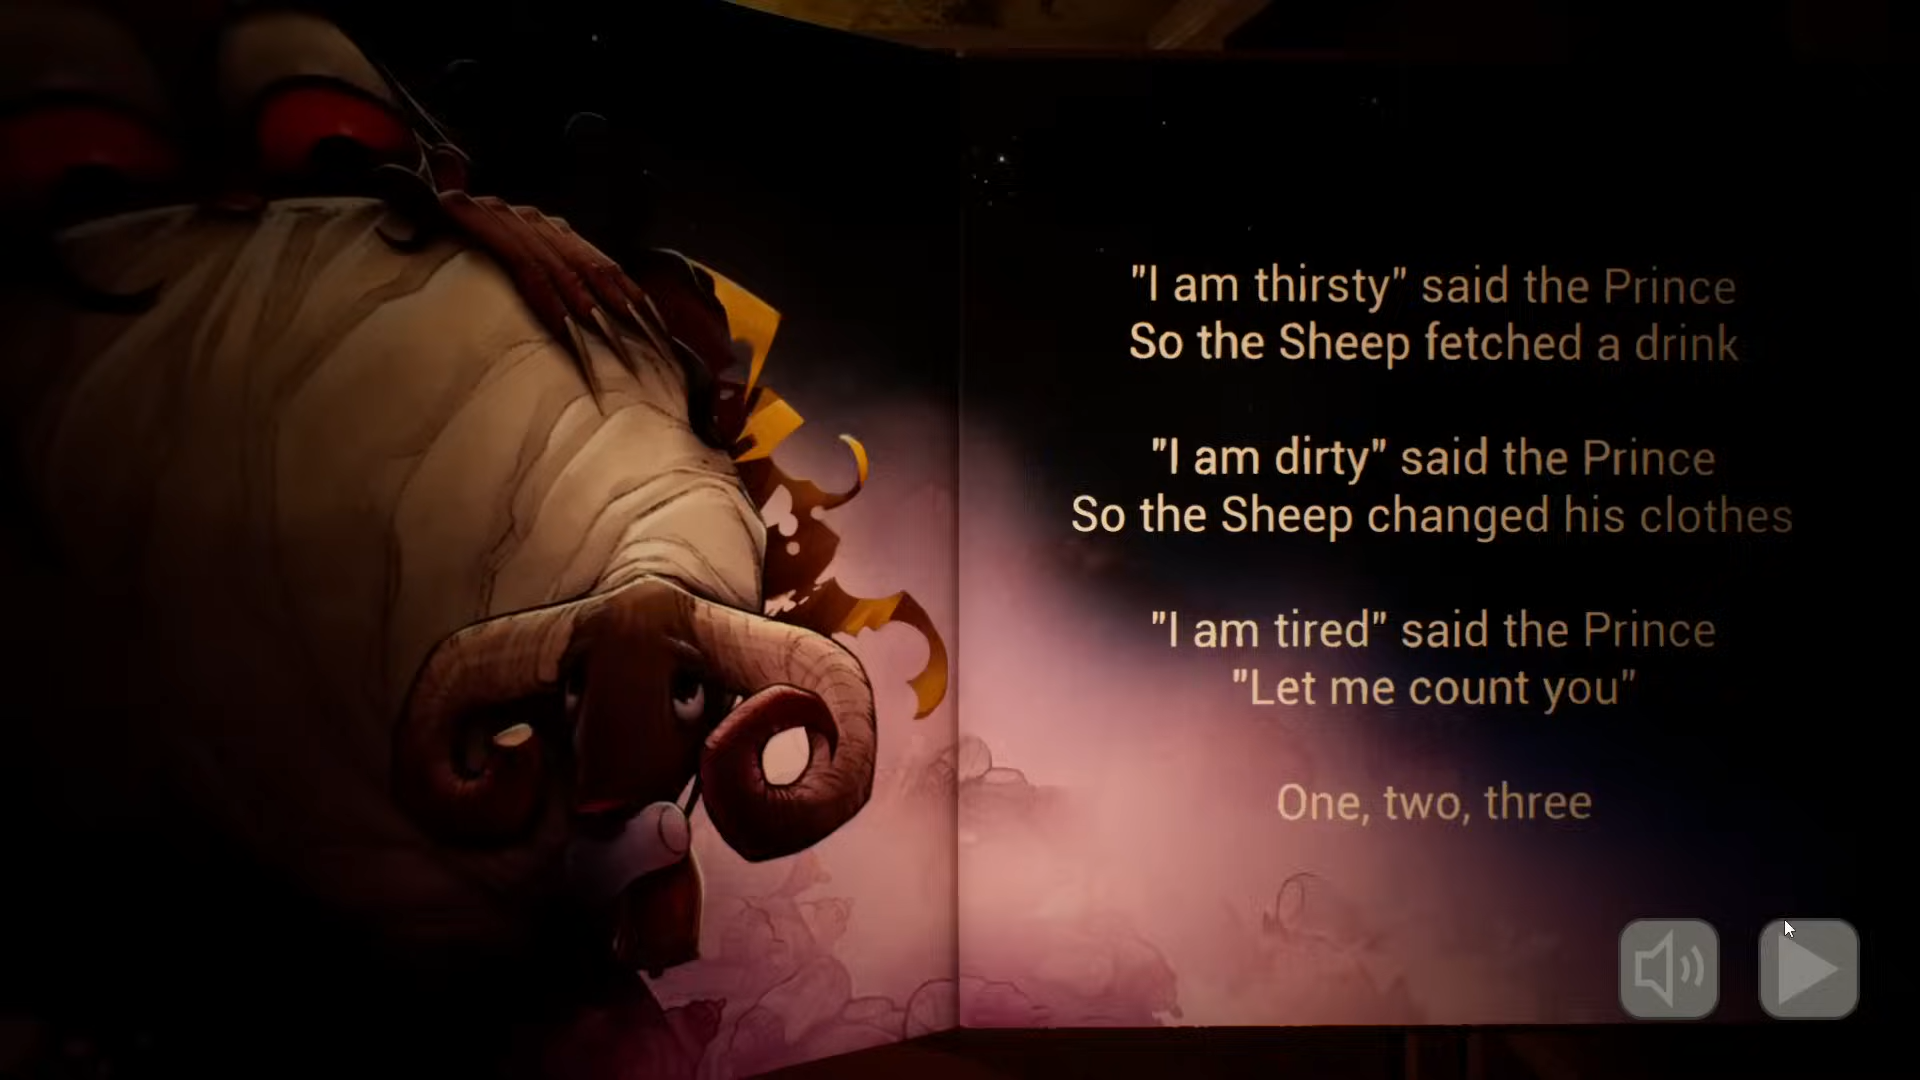 "I am thirsty" said the Prince
So the Sheep fetched a drink
"I am dirty" said the Prince
So the Sheep changed his clothes
"I am tired" said the Prince
"Let me count you"
One, two, three